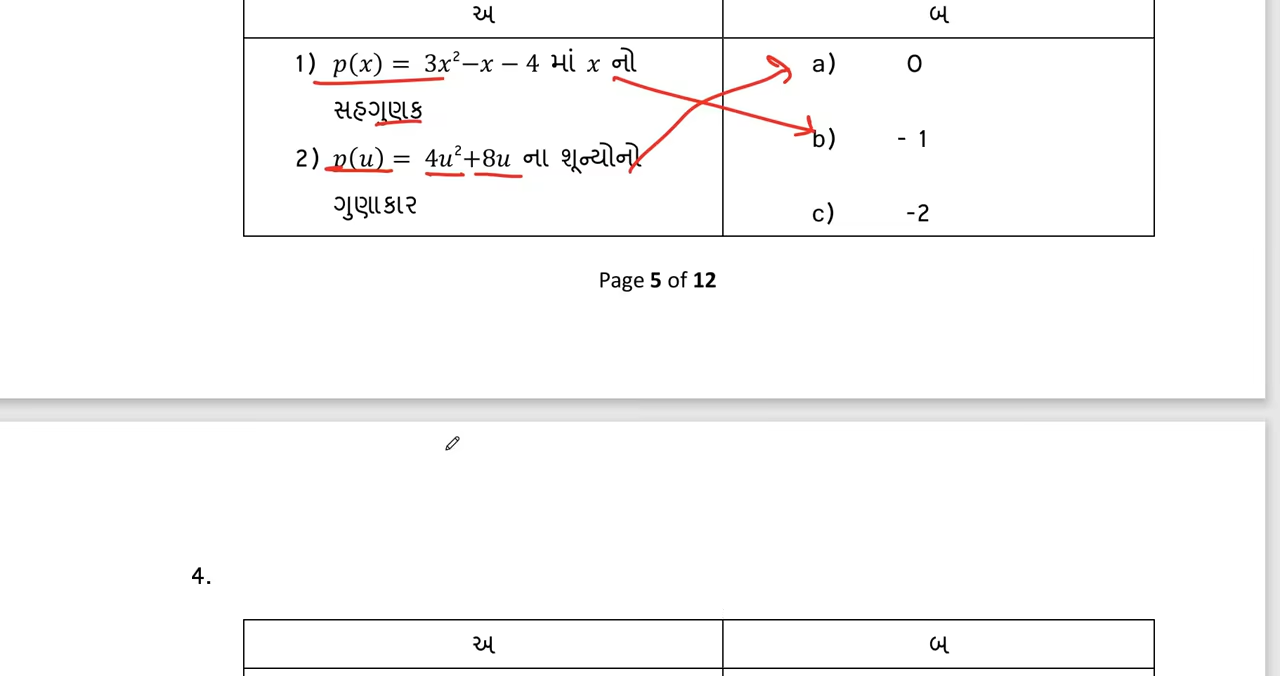 અ બ
1) p(x) = 3x²−x − 4 માં x નો a) 0
સહગુણક
b) - 1
2) p(u) = 4u²+8u ના શૂન્યોનો
ગુણાકાર c) -2
Page 5 of 12
4.
અ બ